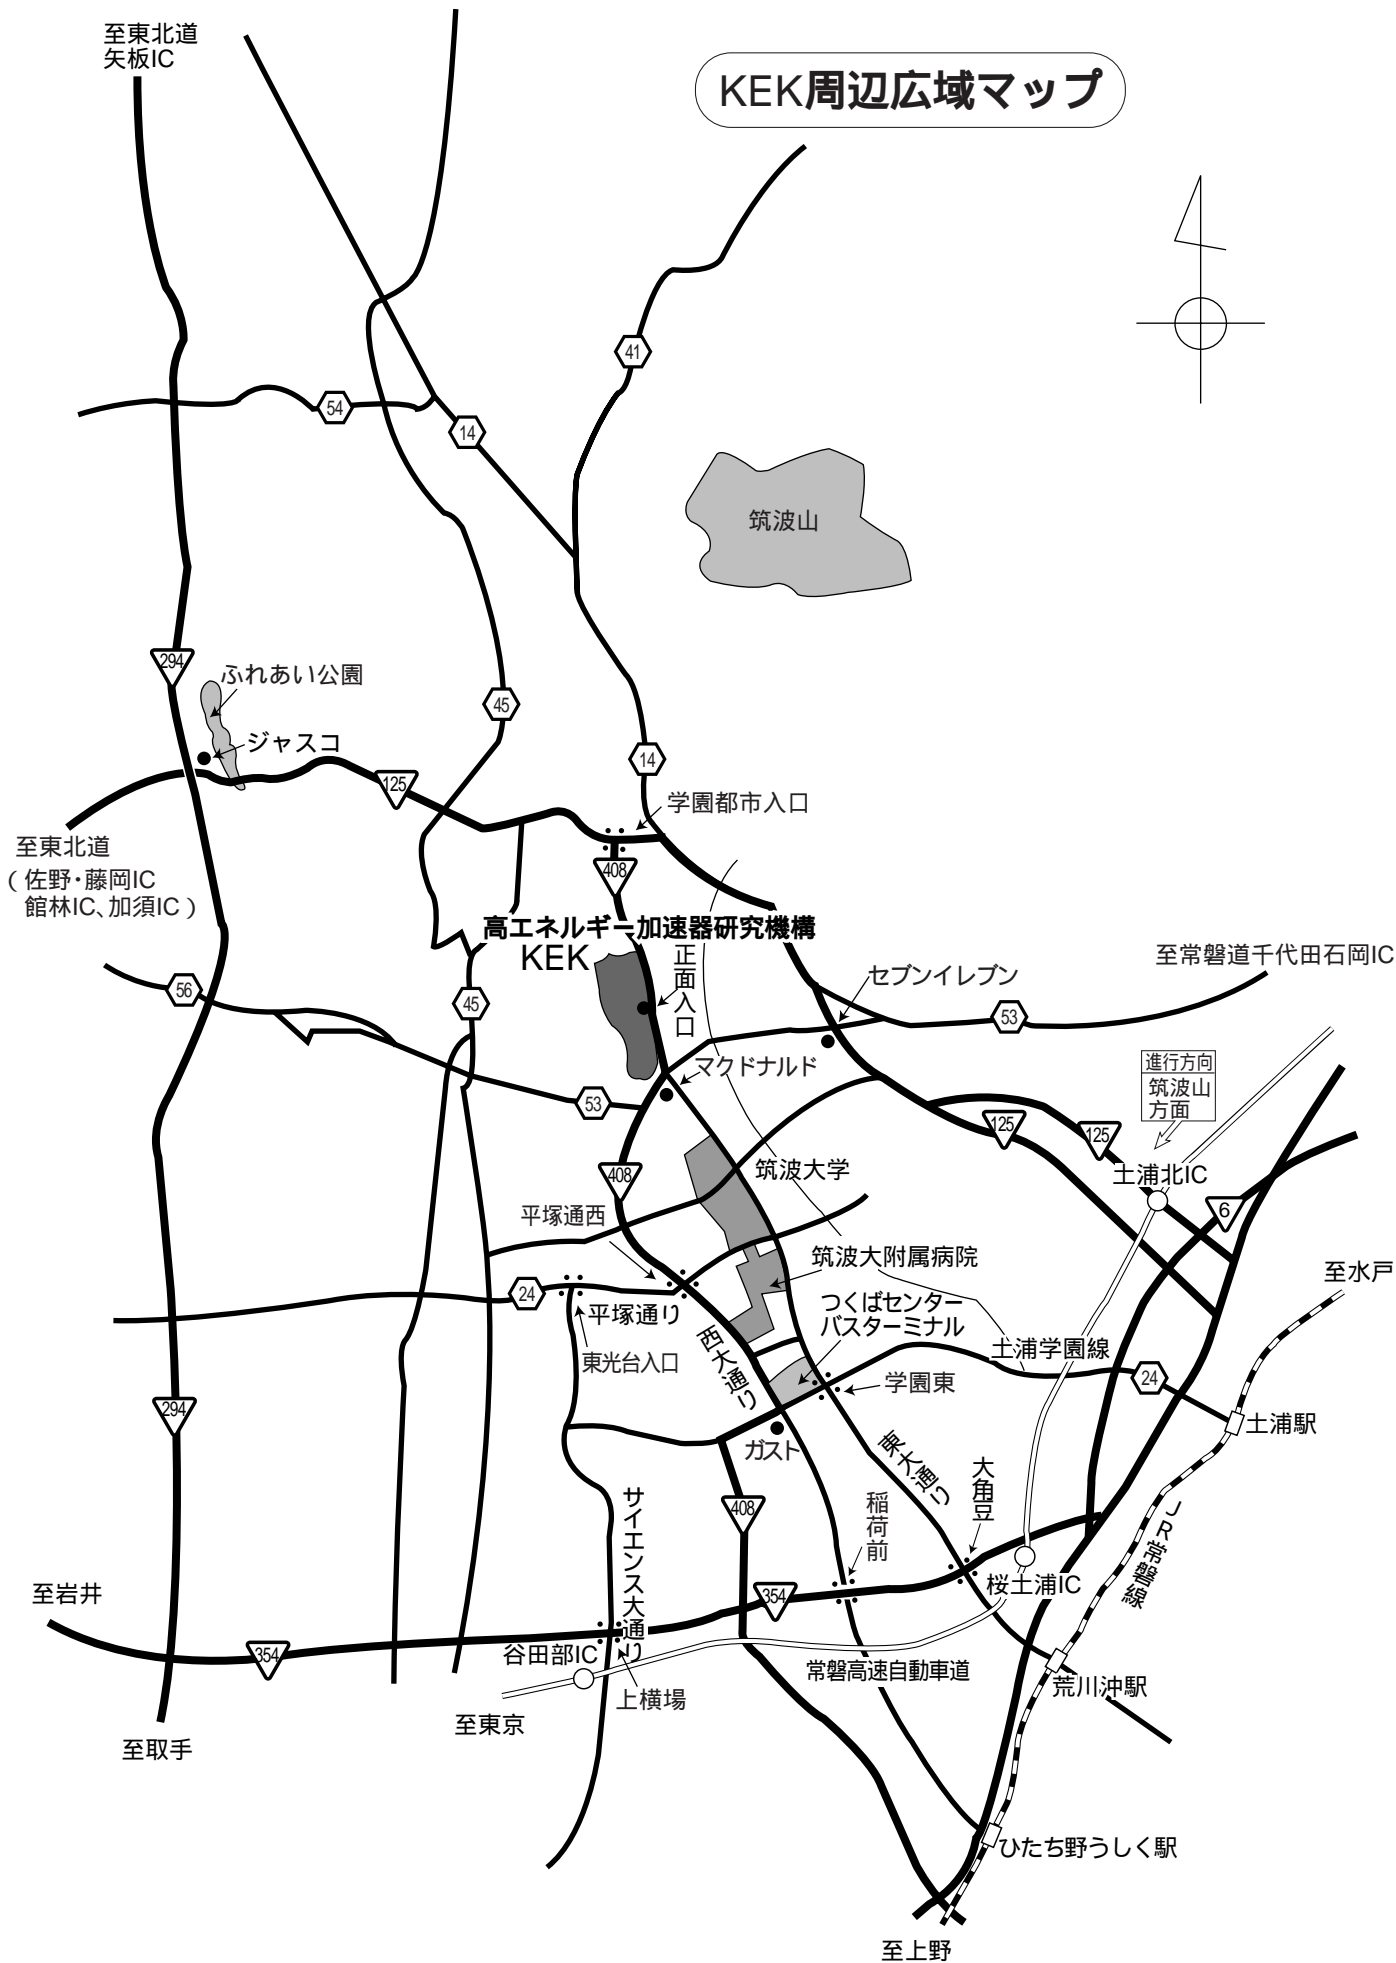 至東北道
矢板IC
KEK周辺広域マップ
41
54
14
筑波山
294
ふれあい公園
45
ジャスコ
14
125
学園都市入口
至東北道
（佐野・藤岡IC
館林IC、加須IC）
408
高エネルギー加速器研究機構
KEK
正面入口
至常磐道千代田石岡IC
セブンイレブン
56
45
53
マクドナルド
進行方向
筑波山
方面
53
125
125
筑波大学
408
土浦北IC
6
平塚通西
筑波大附属病院
至水戸
24
平塚通り
つくばセンター
バスターミナル
東光台入口
西大通り
土浦学園線
24
学園東
294
土浦駅
ガスト
東大通り
大角豆
サイエンス大通り
408
稲荷前
JR常磐線
至岩井
354
桜土浦IC
354
谷田部IC
常磐高速自動車道
荒川沖駅
上横場
至東京
至取手
ひたち野うしく駅
至上野